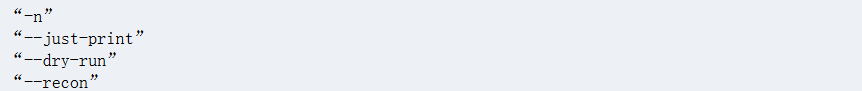 “-n”
“--just-print”
“--dry-run”
“--recon”